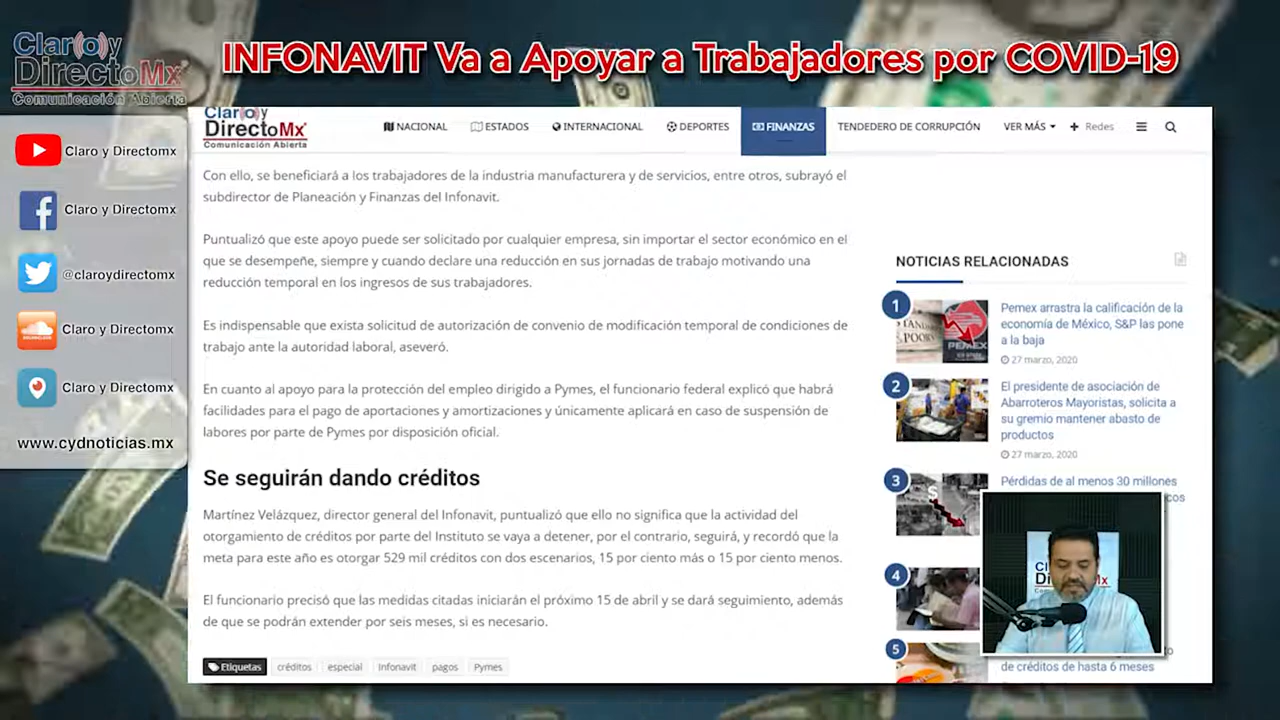 INFONAVIT Va a Apoyar a Trabajadores por COVID-19
Claro y
DirectoMx
Comunicación Abierta
Claro y Directomx
Claro y Directomx
@claroydirectomx
Claro y Directomx
Claro y Directomx
www.cydnoticias.mx
Claro y
DirectoMx
Comunicación Abierta
NACIONAL ESTADOS INTERNACIONAL DEPORTES FINANZAS TENDEDERO DE CORRUPCIÓN VER MÁS Redes
Con ello, se beneficiará a los trabajadores de la industria manufacturera y de servicios, entre otros, subrayó el
subdirector de Planeación y Finanzas del Infonavit.
Puntualizó que este apoyo puede ser solicitado por cualquier empresa, sin importar el sector económico en el
que se desempeñe, siempre y cuando declare una reducción en sus jornadas de trabajo motivando una
reducción temporal en los ingresos de sus trabajadores.
Es indispensable que exista solicitud de autorización de convenio de modificación temporal de condiciones de
trabajo ante la autoridad laboral, aseveró.
En cuanto al apoyo para la protección del empleo dirigido a Pymes, el funcionario federal explicó que habrá
facilidades para el pago de aportaciones y amortizaciones y únicamente aplicará en caso de suspensión de
labores por parte de Pymes por disposición oficial.
Se seguirán dando créditos
Martínez Velázquez, director general del Infonavit, puntualizó que ello no significa que la actividad del
otorgamiento de créditos por parte del Instituto se vaya a detener, por el contrario, seguirá, y recordó que la
meta para este año es otorgar 529 mil créditos con dos escenarios, 15 por ciento más o 15 por ciento menos.
El funcionario precisó que las medidas citadas iniciarán el próximo 15 de abril y se dará seguimiento, además
de que se podrán extender por seis meses, si es necesario.
Etiquetas créditos especial Infonavit pagos Pymes
NOTICIAS RELACIONADAS
1
PEMEX
Pemex arrastra la calificación de la
economía de México, S&P las pone
a la baja
27 marzo, 2020
2
El presidente de asociación de
Abarroteros Mayoristas, solicita a
su gremio mantener abasto de
productos
27 marzo, 2020
3
$
Pérdidas de al menos 30 millones
4
5
de créditos de hasta 6 meses